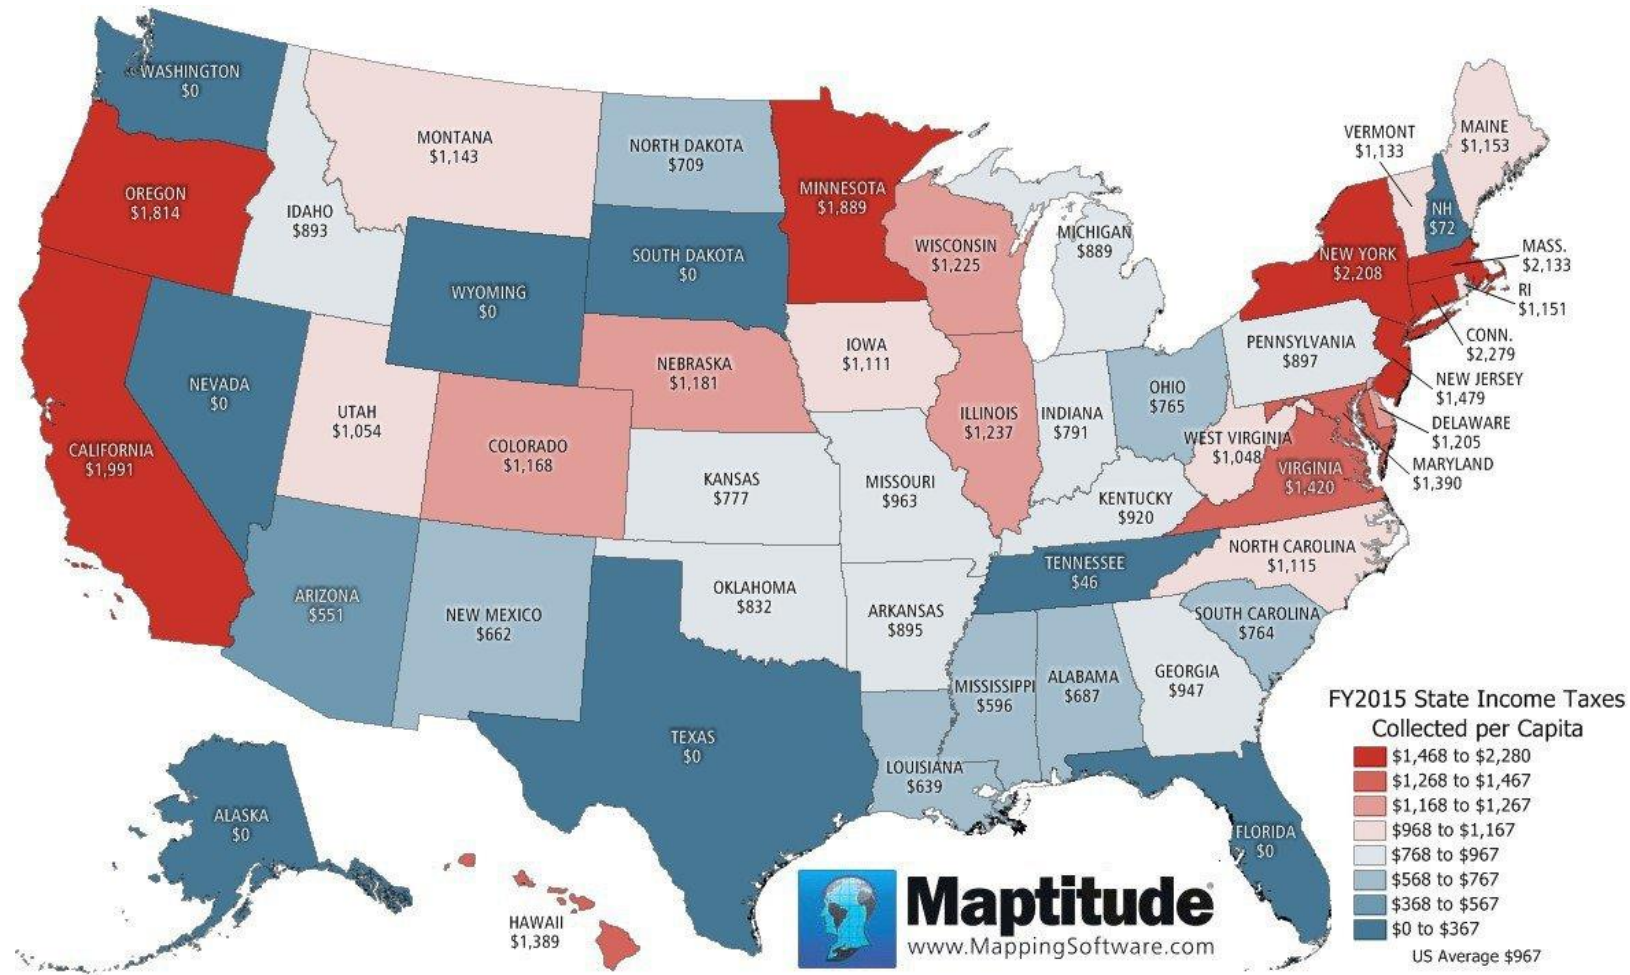 WASHINGTON
$0
OREGON
$1,814
CALIFORNIA
$1,991
NEVADA
$0
IDAHO
$893
MONTANA
$1,143
WYOMING
$0
UTAH
$1,054
COLORADO
$1,168
ARIZONA
$551
NEW MEXICO
$662
NORTH DAKOTA
$709
SOUTH DAKOTA
$0
NEBRASKA
$1,181
KANSAS
$777
OKLAHOMA
$832
TEXAS
$0
MINNESOTA
$1,889
IOWA
$1,111
MISSOURI
$963
ARKANSAS
$895
LOUISIANA
$639
WISCONSIN
$1,225
ILLINOIS
$1,237
MICHIGAN
$889
INDIANA
$791
OHIO
$765
KENTUCKY
$920
TENNESSEE
$46
MISSISSIPPI
$596
ALABAMA
$687
GEORGIA
$947
FLORIDA
$0
SOUTH CAROLINA
$764
NORTH CAROLINA
$1,115
VIRGINIA
$1,420
WEST VIRGINIA
$1,048
PENNSYLVANIA
$897
NEW YORK
$2,208
VERMONT
$1,133
NH
$72
MAINE
$1,153
MASS.
$2,133
RI
$1,151
CONN.
$2,279
NEW JERSEY
$1,479
DELAWARE
$1,205
MARYLAND
$1,390
ALASKA
$0
HAWAII
$1,389
Maptitude
www.MappingSoftware.com
FY2015 State Income Taxes
Collected per Capita
$1,468 to $2,280
$1,268 to $1,467
$1,168 to $1,267
$968 to $1,167
$768 to $967
$568 to $767
$368 to $567
$0 to $367
US Average $967